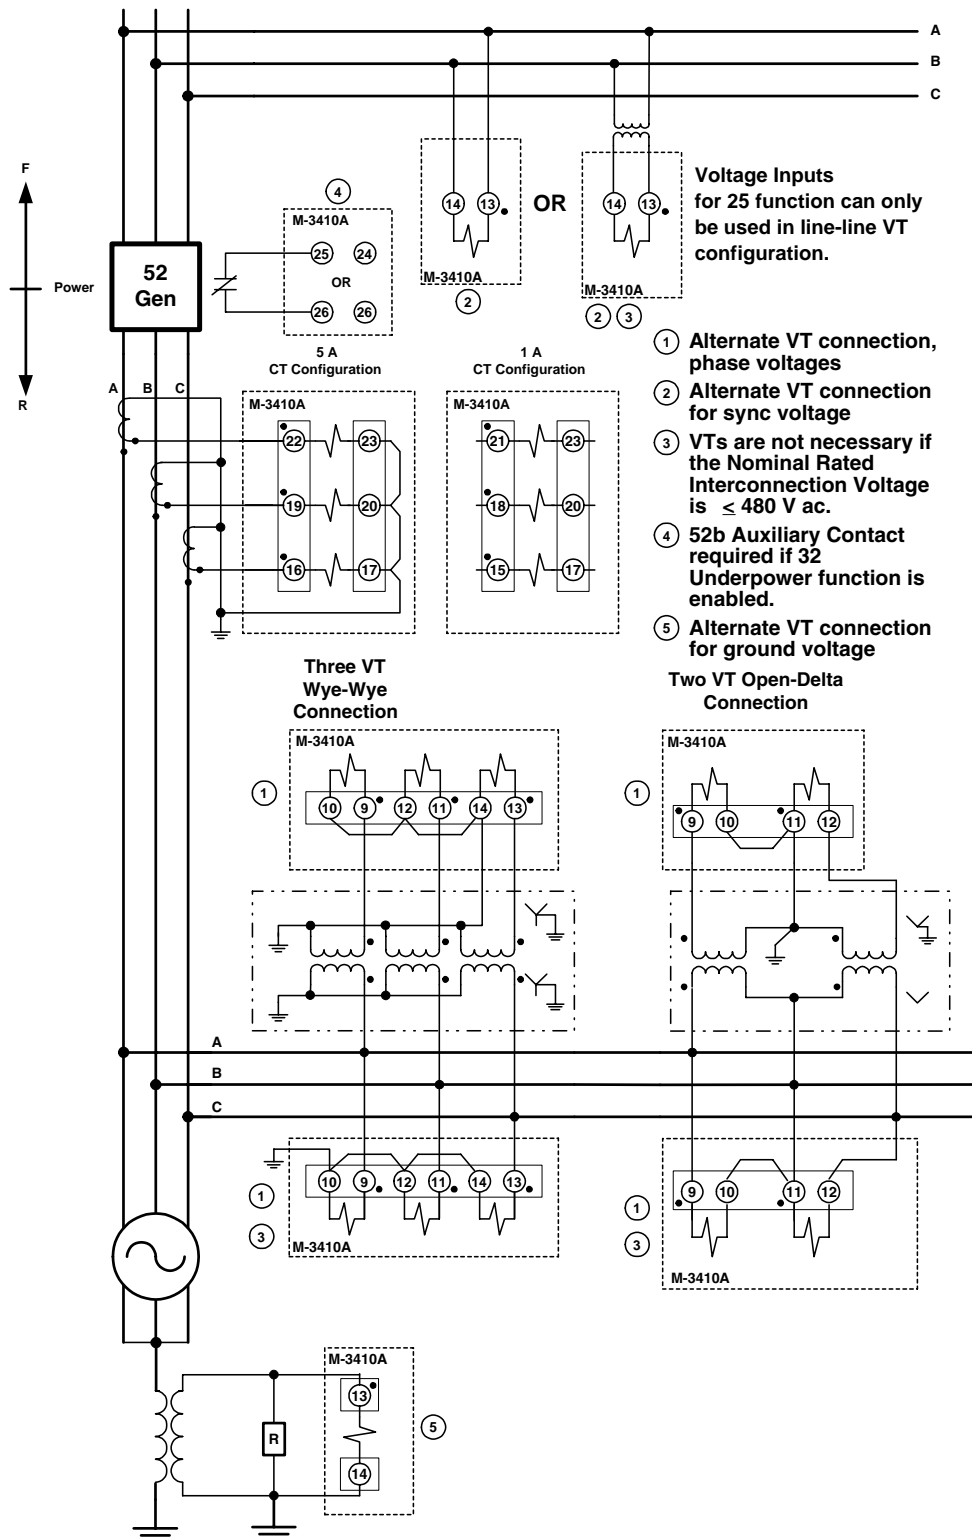 A
B
C
F
R
Power
52
Gen
4
M-3410A
25 24
OR
26 26
14 13
M-3410A
2
OR
14 13
M-3410A
2 3
Voltage Inputs
for 25 function can only
be used in line-line VT
configuration.
1 Alternate VT connection,
phase voltages
2 Alternate VT connection
for sync voltage
3 VTs are not necessary if
the Nominal Rated
Interconnection Voltage
is ≤ 480 V ac.
4 52b Auxiliary Contact
required if 32
Underpower function is
enabled.
5 Alternate VT connection
for ground voltage
A B C
5 A
CT Configuration
M-3410A
22 23
19 20
16 17
1 A
CT Configuration
M-3410A
21 23
18 20
15 17
Three VT
Wye-Wye
Connection
M-3410A
1
10 9 12 11 14 13
Two VT Open-Delta
Connection
M-3410A
1
9 10 11 12
A
B
C
10 9 12 11 14 13
1
3
M-3410A
9 10 11 12
1
3
M-3410A
M-3410A
13
R
14
5